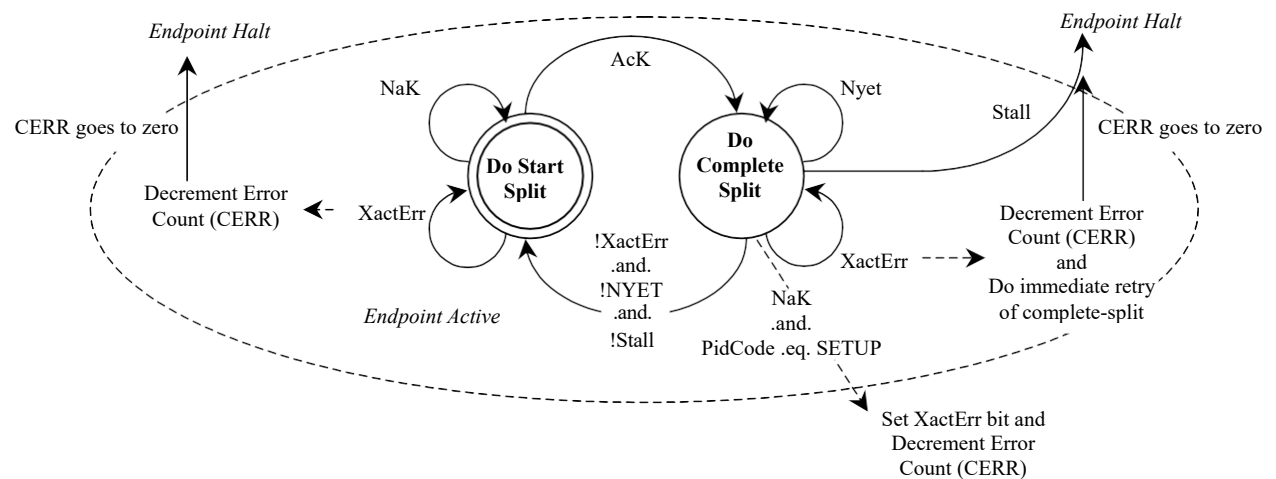 Endpoint Halt
Endpoint Halt
AcK
NaK
Nyet
Stall
CERR goes to zero
CERR goes to zero
Do Start
Split
Do
Complete
Split
Decrement Error
Count (CERR)
XactErr
!XactErr
.and.
!NYET
.and.
!Stall
XactErr
Decrement Error
Count (CERR)
and
Do immediate retry
of complete-split
Endpoint Active
NaK
.and.
PidCode .eq. SETUP
Set XactErr bit and
Decrement Error
Count (CERR)